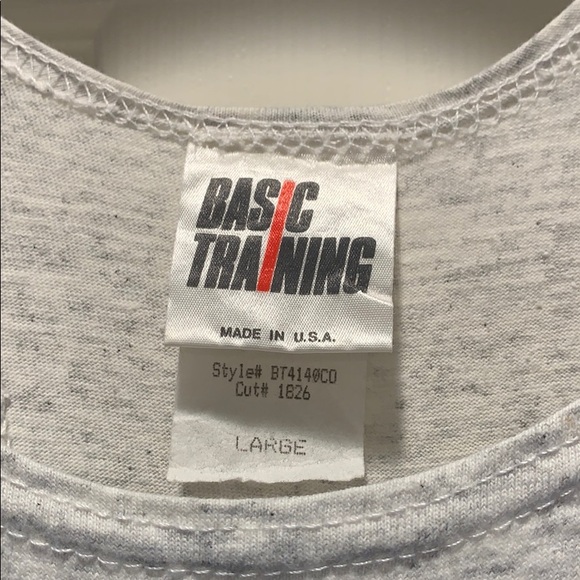 BASIC
TRAINING
MADE IN U.S.A.
Style# BT4140CO
Cut# 1826
LARGE